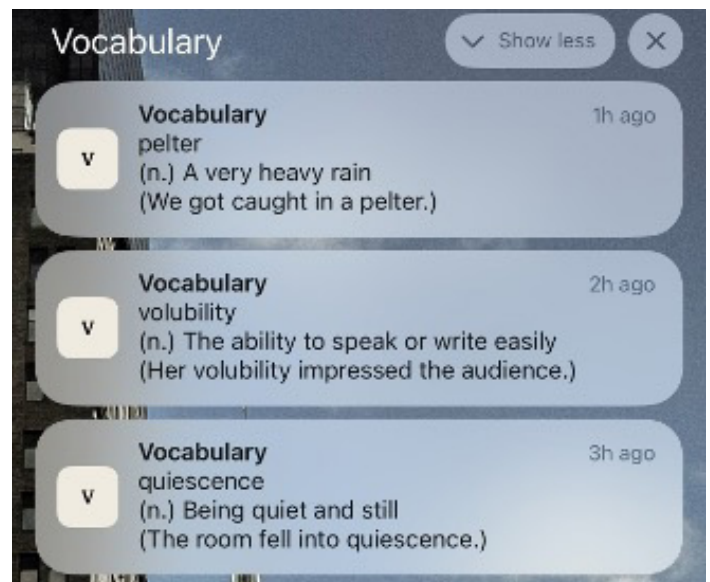 Vocabulary
Show less
Vocabulary
1h ago
pelter
(n.) A very heavy rain
(We got caught in a pelter.)
V
Vocabulary
2h ago
volubility
(n.) The ability to speak or write easily
(Her volubility impressed the audience.)
V
Vocabulary
3h ago
quiescence
(n.) Being quiet and still
(The room fell into quiescence.)
V